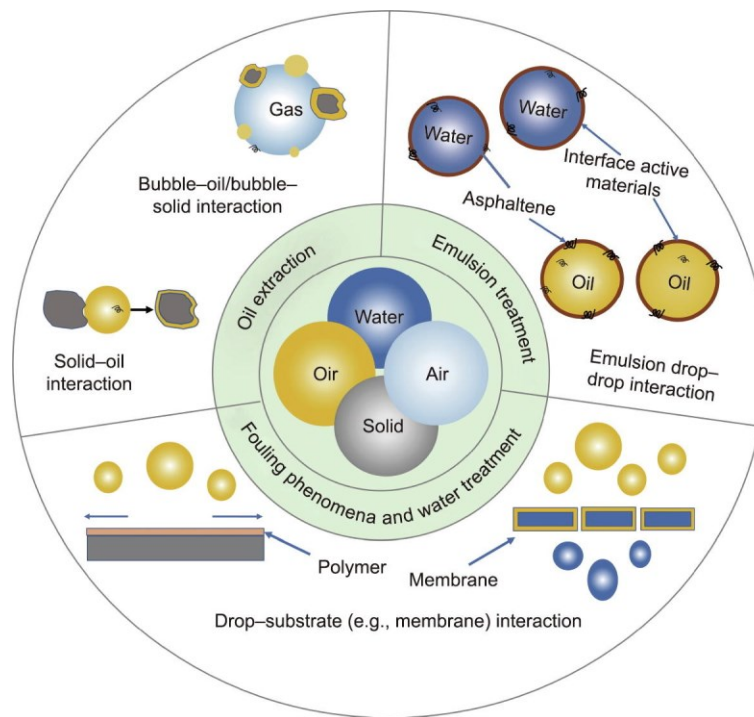 Gas
Bubble–oil/bubble–
solid interaction
Solid–oil
interaction
Water
Water
Interface active
materials
Asphaltene
Oil
Oil
Emulsion drop–
drop interaction
Oil extraction
Emulsion treatment
Fouling phenomena and water treatment
Water
Oir
Air
Solid
Polymer
Membrane
Drop–substrate (e.g., membrane) interaction